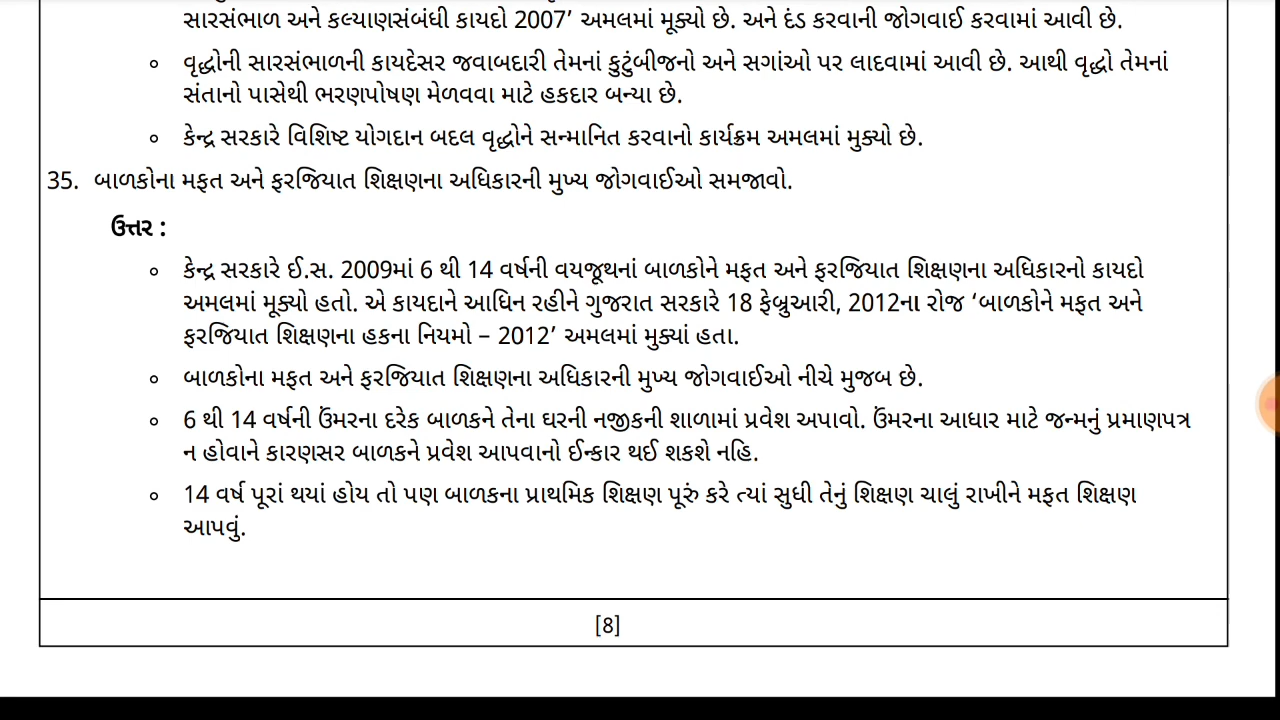 સારસંભાળ અને કલ્યાણસંબંધી કાયદો 2007’ અમલમાં મૂક્યો છે. અને દંડ કરવાની જોગવાઈ કરવામાં આવી છે.
વૃદ્ધોની સારસંભાળની કાયદેસર જવાબદારી તેમનાં કુટુંબીજનો અને સગાંઓ પર લાદવામાં આવી છે. આથી વૃદ્ધો તેમનાં
સંતાનો પાસેથી ભરણપોષણ મેળવવા માટે હકદાર બન્યા છે.
કેન્દ્ર સરકારે વિશિષ્ટ યોગદાન બદલ વૃદ્ધોને સન્માનિત કરવાનો કાર્યક્રમ અમલમાં મુક્યો છે.
35. બાળકોના મફત અને ફરજિયાત શિક્ષણના અધિકારની મુખ્ય જોગવાઈઓ સમજાવો.
ઉત્તર :
કેન્દ્ર સરકારે ઈ.સ. 2009માં 6 થી 14 વર્ષની વયજૂથનાં બાળકોને મફત અને ફરજિયાત શિક્ષણના અધિકારનો કાયદો
અમલમાં મૂક્યો હતો. એ કાયદાને આધિન રહીને ગુજરાત સરકારે 18 ફેબ્રુઆરી, 2012ના રોજ ‘બાળકોને મફત અને
ફરજિયાત શિક્ષણના હકના નિયમો – 2012’ અમલમાં મુક્યાં હતા.
બાળકોના મફત અને ફરજિયાત શિક્ષણના અધિકારની મુખ્ય જોગવાઈઓ નીચે મુજબ છે.
6 થી 14 વર્ષની ઉંમરના દરેક બાળકને તેના ઘરની નજીકની શાળામાં પ્રવેશ અપાવો. ઉંમરના આધાર માટે જન્મનું પ્રમાણપત્ર
ન હોવાને કારણસર બાળકને પ્રવેશ આપવાનો ઈન્કાર થઈ શકશે નહિ.
14 વર્ષ પૂરાં થયાં હોય તો પણ બાળકના પ્રાથમિક શિક્ષણ પૂરું કરે ત્યાં સુધી તેનું શિક્ષણ ચાલું રાખીને મફત શિક્ષણ
આપવું.
[8]